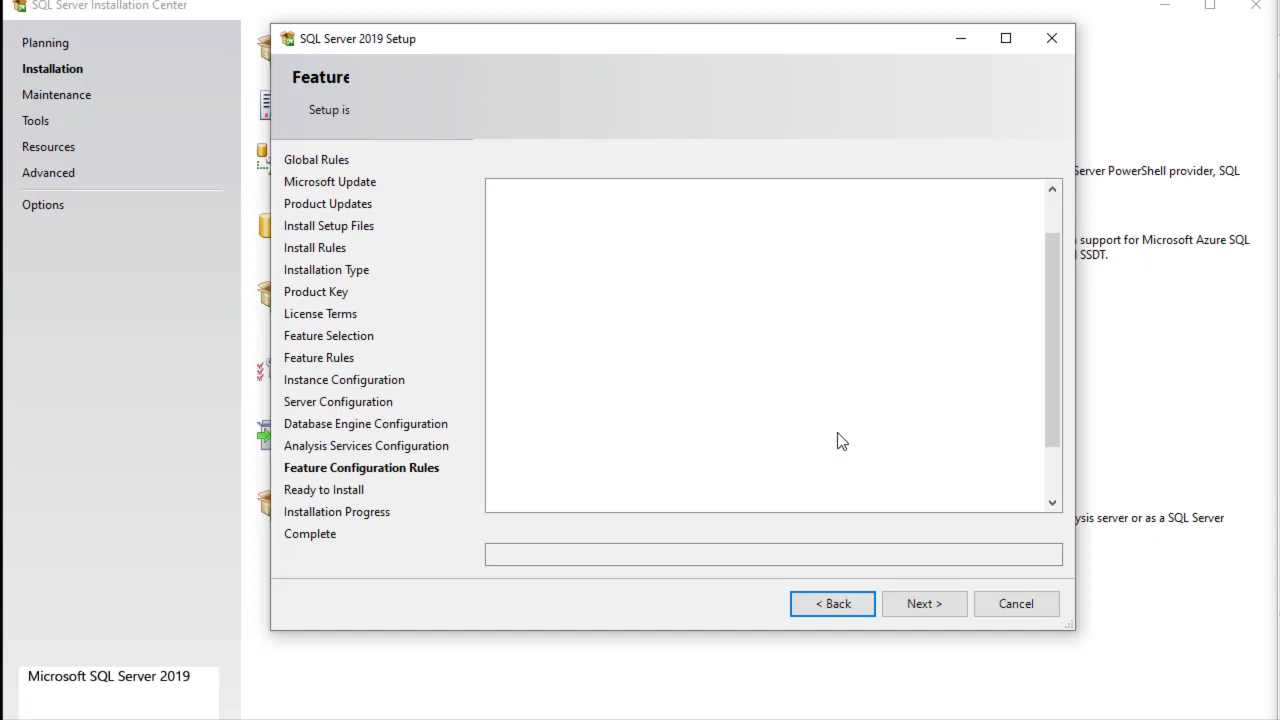 SQL Server Installation Center
Planning
Installation
Maintenance
Tools
Resources
Advanced
Options
Microsoft SQL Server 2019
SQL Server 2019 Setup
Feature
Setup is
Global Rules
Microsoft Update
Product Updates
Install Setup Files
Install Rules
Installation Type
Product Key
License Terms
Feature Selection
Feature Rules
Instance Configuration
Server Configuration
Database Engine Configuration
Analysis Services Configuration
Feature Configuration Rules
Ready to Install
Installation Progress
Complete
< Back
Next >
Cancel
Server PowerShell provider, SQL
support for Microsoft Azure SQL
SSDT.
ysis server or as a SQL Server